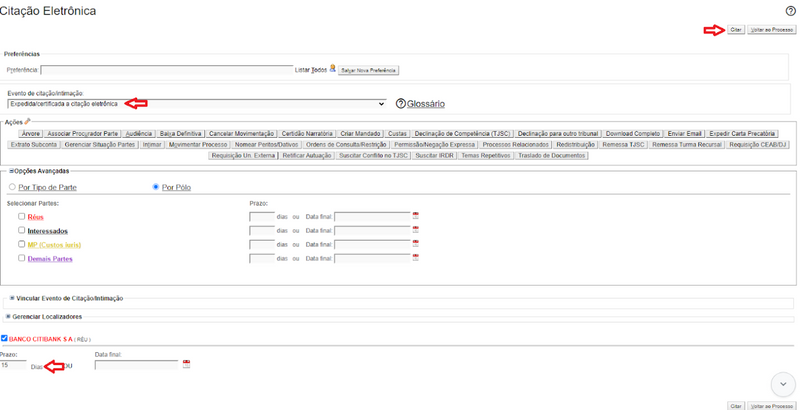 Citação Eletrônica
Citar Voltar ao Processo
Preferências
Preferência: Listar Todos Salvar Nova Preferência
Evento de citação/intimação:
Expedida/certificada a citação eletrônica Glossário
Ações
Árvore Associar Procurador Parte Audiência Baixa Definitiva Cancelar Movimentação Certidão Narratória Criar Mandado Custas Declinação de Competência (TJSC) Declinação para outro tribunal Download Completo Enviar Email Expedir Carta Precatória
Extrato Subconta Gerenciar Situação Partes Intimar Movimentar Processo Nomear Peritos/Dativos Ordens de Consulta/Restrição Permissão/Negação Expressa Processos Relacionados Redistribuição Remessa TJSC Remessa Turma Recursal Requisição CEAB/DJ
Requisição Un. Externa Retificar Autuação Suscitar Conflito no TJSC Suscitar IRDR Temas Repetitivos Traslado de Documentos
Opções Avançadas
Por Tipo de Parte Por Pólo
Selecionar Partes: Prazo:
Réus dias ou Data final:
Interessados dias ou Data final:
MP (Custos iuris) dias ou Data final:
Demais Partes dias ou Data final:
Vincular Evento de Citação/Intimação
Gerenciar Localizadores
BANCO CITIBANK S.A ( RÉU )
Prazo: Data final:
15 Dias OU
Citar Voltar ao Processo